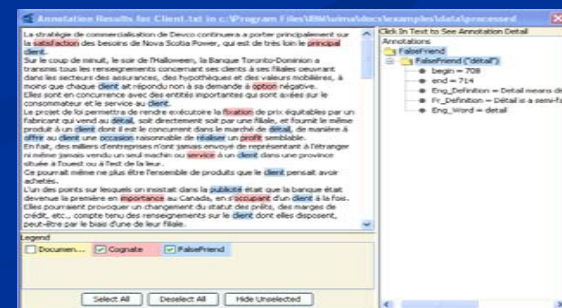 Annotation Results for Client.txt in c:\Program Files\IBM\uima\docs\examples\data\processed
La stratégie de commercialisation de Devco continuera a porter principalement sur
la satisfaction des besoins de Nova Scotia Power, qui est de très loin le principal
client.
Sur le coup de minuit, le soir de l'Halloween, la Banque Toronto-Dominion a
transmis tous les renseignements concernant ses clients à ses filiales oeuvrant
dans les secteurs des assurances, des hypothèques et des valeurs mobilières, à
moins que chaque client ait répondu non à sa demande à option négative.
Elles sont en concurrence avec des entités importantes qui sont axées sur le
consommateur et le service au client.
Le projet de loi permettra de rendre exécutoire la fixation de prix équitables par un
fabricant qui vend au détail, soit directement soit par une filiale, et fournit le même
produit à un client dont il est le concurrent dans le marché de détail, de manière à
offrir au client une occasion raisonnable de réaliser un profit semblable.
En fait, des milliers d'entreprises n'ont jamais envoyé de représentant à l'étranger
ni même jamais vendu un seul machin ou service à un client dans une province
située à l'ouest ou à l'est de la leur.
Ce pourrait même ne plus être l'ensemble de produits que le client pensait avoir
achetés.
L'un des points sur lesquels on insistait dans la publicité était que la banque était
devenue la première en importance au Canada, en s'occupant d'un client à la fois.
Elles pourraient provoquer un changement du statut des prêts, des marges de
crédit, etc., compte tenu des renseignements sur le client dont elles disposent,
peut-être par le biais d'une de leur filiale.
Click In Text to See Annotation Detail
Annotations
FalseFriend
FalseFriend ("détail")
begin = 708
end = 714
Eng_Definition = Detail means de
Fr_Definition = Détail is a semi-fa
Eng_Word = detail
Legend
Documen...
Cognate
FalseFriend
Select All
Deselect All
Hide Unselected